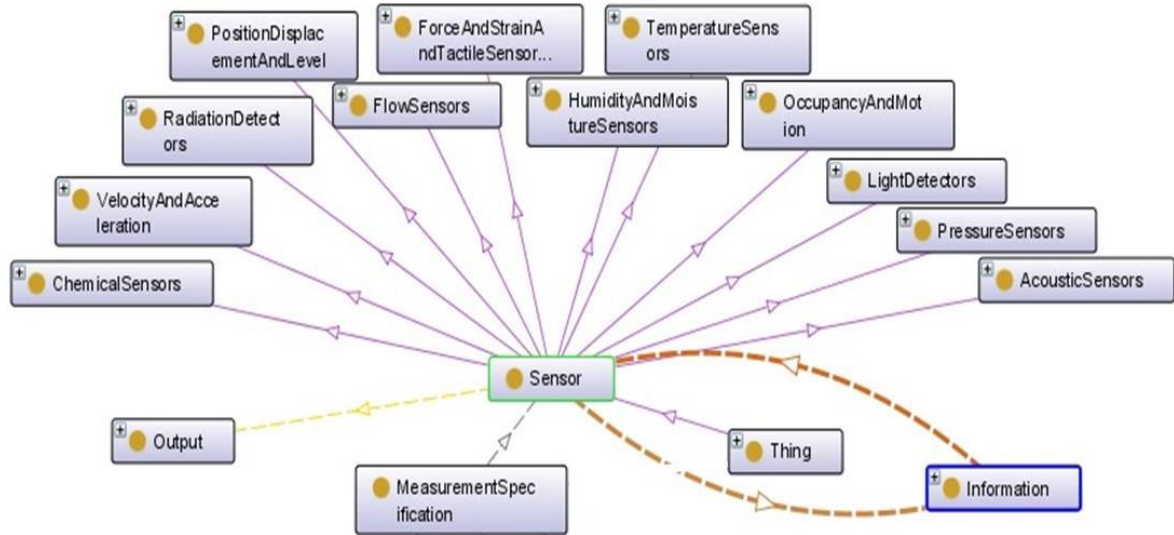 PositionDisplac
ementAndLevel
ForceAndStrainA
ndTactileSensor...
TemperatureSens
ors
RadiationDetect
ors
FlowSensors
HumidityAndMois
tureSensors
OccupancyAndMot
ion
VelocityAndAcce
leration
LightDetectors
PressureSensors
ChemicalSensors
AcousticSensors
Sensor
Output
MeasurementSpec
ification
Thing
Information